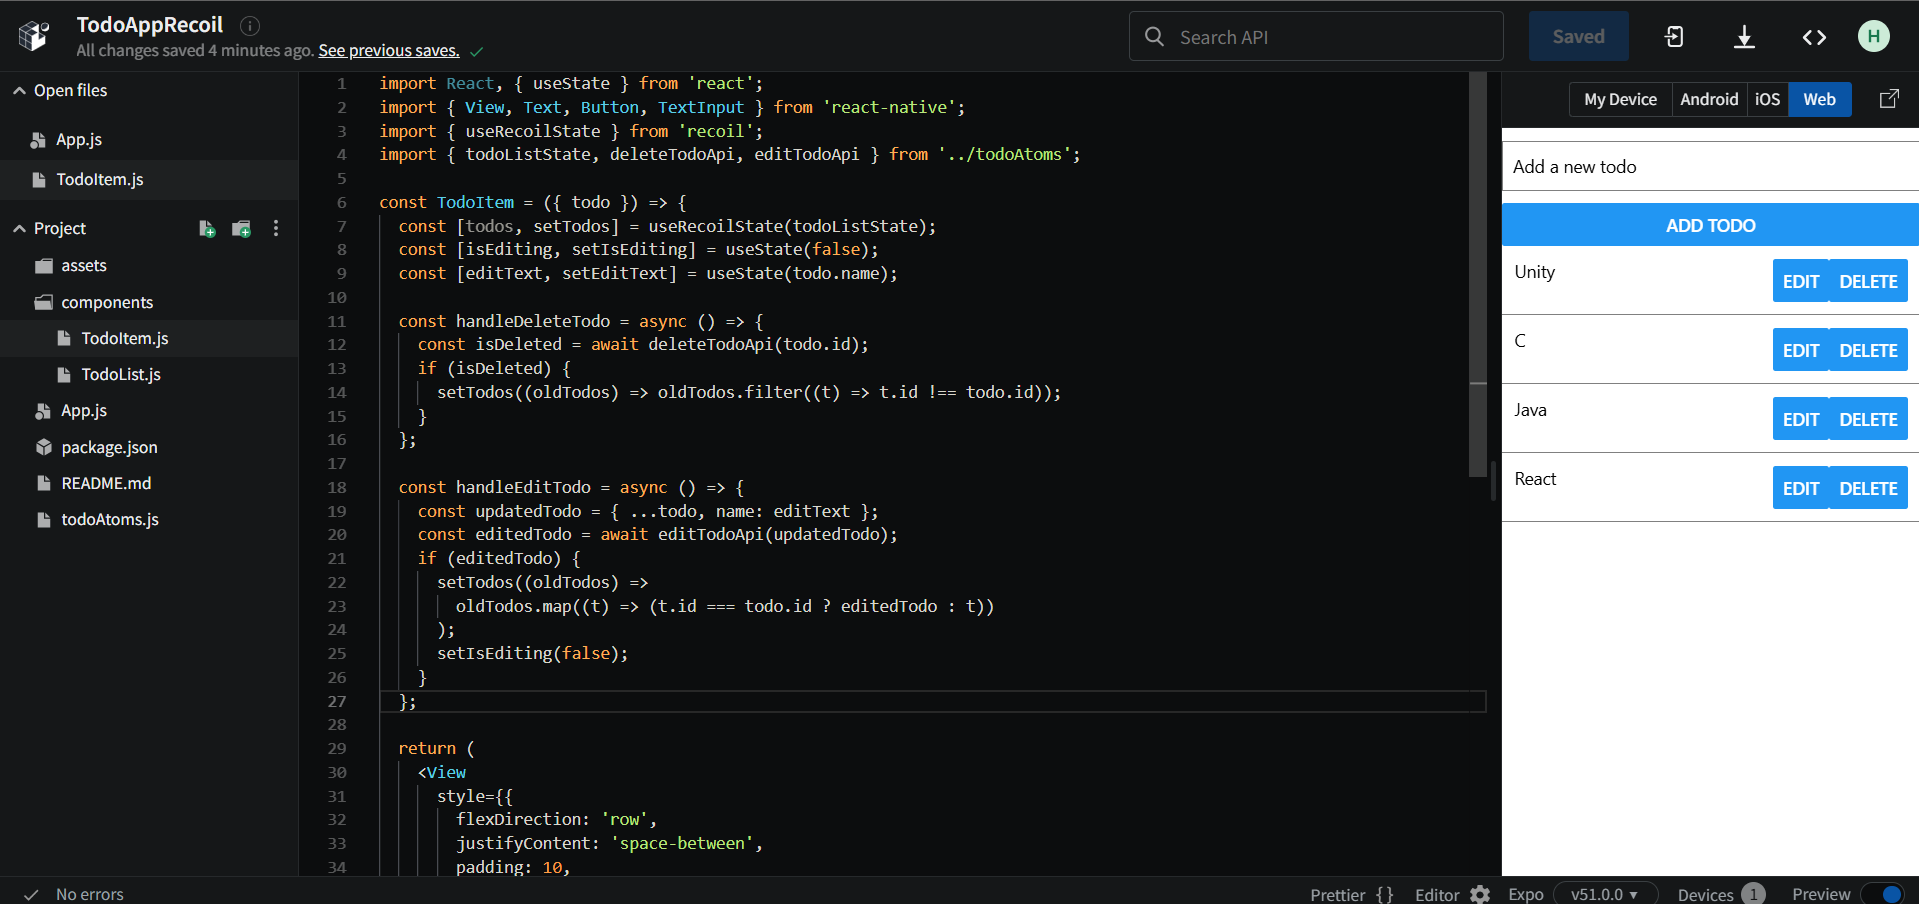 TodoAppRecoil
All changes saved 4 minutes ago. See previous saves.
Search API
Saved
H
Open files
App.js
TodoItem.js
Project
assets
components
TodoItem.js
TodoList.js
App.js
package.json
README.md
todoAtoms.js
1 import React, { useState } from 'react';
2 import { View, Text, Button, TextInput } from 'react-native';
3 import { useRecoilState } from 'recoil';
4 import { todoListState, deleteTodoApi, editTodoApi } from '../todoAtoms';
5
6 const TodoItem = ({ todo }) => {
7 const [todos, setTodos] = useRecoilState(todoListState);
8 const [isEditing, setIsEditing] = useState(false);
9 const [editText, setEditText] = useState(todo.name);
10
11 const handleDeleteTodo = async () => {
12 const isDeleted = await deleteTodoApi(todo.id);
13 if (isDeleted) {
14 setTodos((oldTodos) => oldTodos.filter((t) => t.id !== todo.id));
15 }
16 };
17
18 const handleEditTodo = async () => {
19 const updatedTodo = { ...todo, name: editText };
20 const editedTodo = await editTodoApi(updatedTodo);
21 if (editedTodo) {
22 setTodos((oldTodos) =>
23 oldTodos.map((t) => (t.id === todo.id ? editedTodo : t))
24 );
25 setIsEditing(false);
26 }
27 };
28
29 return (
30 <View
31 style={{
32 flexDirection: 'row',
33 justifyContent: 'space-between',
34 padding: 10,
My Device Android iOS Web
Add a new todo
ADD TODO
Unity EDIT DELETE
C EDIT DELETE
Java EDIT DELETE
React EDIT DELETE
No errors
Prettier {} Editor Expo v51.0.0 Devices 1 Preview